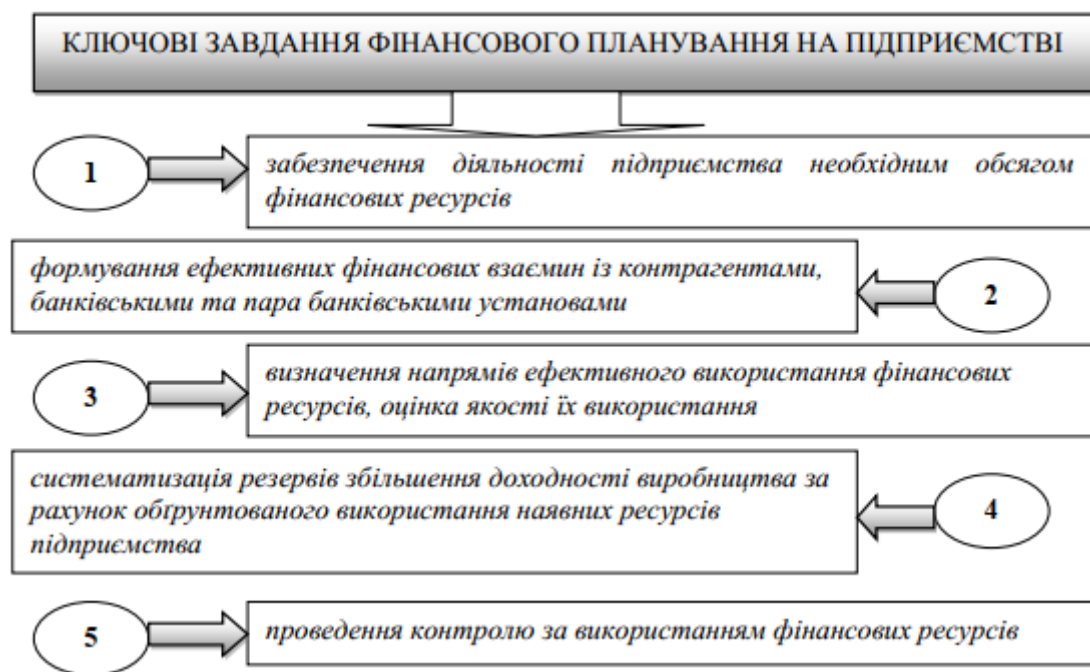 КЛЮЧОВІ ЗАВДАННЯ ФІНАНСОВОГО ПЛАНУВАННЯ НА ПІДПРИЄМСТВІ
1
забезпечення діяльності підприємства необхідним обсягом
фінансових ресурсів
формування ефективних фінансових взаємин із контрагентами,
банківськими та пара банківськими установами
2
3
визначення напрямів ефективного використання фінансових
ресурсів, оцінка якості їх використання
систематизація резервів збільшення доходності виробництва за
рахунок обґрунтованого використання наявних ресурсів
підприємства
4
5
проведення контролю за використанням фінансових ресурсів